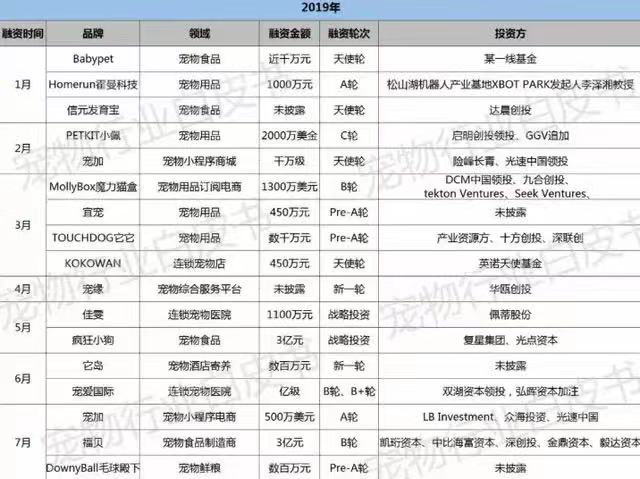 2019年
融资时间 品牌 领域 融资金额 融资轮次 投资方
1月 Babypet 宠物食品 近千万元 天使轮 某一线基金
Homerun霍曼科技 宠物用品 1000万元 A轮 松山湖机器人产业基地XBOT PARK发起人李泽湘教授
信元发育宝 宠物食品 未披露 天使轮 达晨创投
2月 PETKIT小佩 宠物用品 2000万美金 C轮 启明创投领投、GGV追加
宠加 宠物小程序商城 千万级 天使轮 险峰长青、光速中国领投
3月 MollyBox魔力猫盒 宠物用品订阅电商 1300万美元 B轮 DCM中国领投、九合创投、
tekton Ventures、Seek Ventures、
宜宠 宠物用品 450万元 Pre-A轮 未披露
TOUCHDOG它它 宠物用品 数千万元 Pre-A轮 产业资源方、十方创投、深联创
KOKOWAN 连锁宠物店 450万元 天使轮 英诺天使基金
4月 宠缘 宠物综合服务平台 未披露 新一轮 华瓯创投
5月 佳雯 连锁宠物医院 1100万元 战略投资 佩蒂股份
疯狂小狗 宠物食品 3亿元 战略投资 复星集团、光点资本
6月 它岛 宠物酒店寄养 数百万元 新一轮 未披露
宠爱国际 连锁宠物医院 亿级 B轮、B+轮 双湖资本领投，弘晖资本加注
7月 宠加 宠物小程序电商 500万美元 A轮 LB Investment、众海投资、光速中国
福贝 宠物食品制造商 3亿元 B轮 凯珩资本、中比海富资本、深创投、金鼎资本、毅达资本
DownyBall毛球殿下 宠物鲜粮 数百万元 Pre-A轮 未披露
宠物行业白皮书